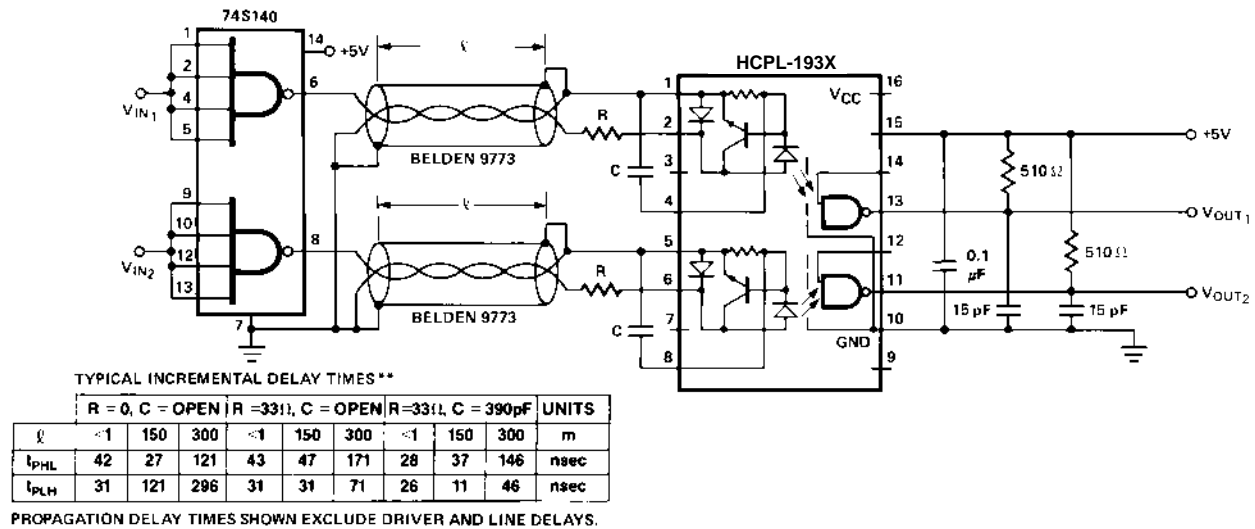 74S140
HCPL-193X
1
2
4
5
14
+5V
6
VIN1
ℓ
BELDEN 9773
R
C
9
10
12
13
8
VIN2
7
ℓ
BELDEN 9773
R
C
1
2
3
4
5
6
7
8
VCC
16
15
14
13
12
11
10
GND
9
+5V
510 Ω
VOUT1
0.1 µF
510 Ω
VOUT2
15 pF
15 pF
TYPICAL INCREMENTAL DELAY TIMES**
R = 0, C = OPEN R = 33Ω, C = OPEN R = 33Ω, C = 390pF UNITS
ℓ <1 150 300 <1 150 300 <1 150 300 m
tPHL 42 27 121 43 47 171 28 37 146 nsec
tPLH 31 121 296 31 31 71 26 11 46 nsec
PROPAGATION DELAY TIMES SHOWN EXCLUDE DRIVER AND LINE DELAYS.